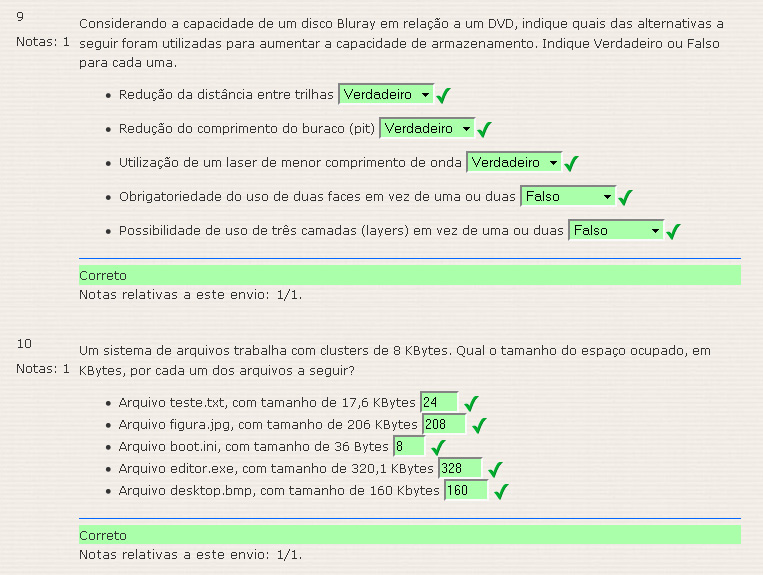 9
Notas: 1
Considerando a capacidade de um disco Bluray em relação a um DVD, indique quais das alternativas a
seguir foram utilizadas para aumentar a capacidade de armazenamento. Indique Verdadeiro ou Falso
para cada uma.
Redução da distância entre trilhas Verdadeiro
Redução do comprimento do buraco (pit) Verdadeiro
Utilização de um laser de menor comprimento de onda Verdadeiro
Obrigatoriedade do uso de duas faces em vez de uma ou duas Falso
Possibilidade de uso de três camadas (layers) em vez de uma ou duas Falso
Correto
Notas relativas a este envio: 1/1.
10
Notas: 1
Um sistema de arquivos trabalha com clusters de 8 KBytes. Qual o tamanho do espaço ocupado, em
KBytes, por cada um dos arquivos a seguir?
Arquivo teste.txt, com tamanho de 17,6 KBytes 24
Arquivo figura.jpg, com tamanho de 206 KBytes 208
Arquivo boot.ini, com tamanho de 36 Bytes 8
Arquivo editor.exe, com tamanho de 320,1 KBytes 328
Arquivo desktop.bmp, com tamanho de 160 Kbytes 160
Correto
Notas relativas a este envio: 1/1.